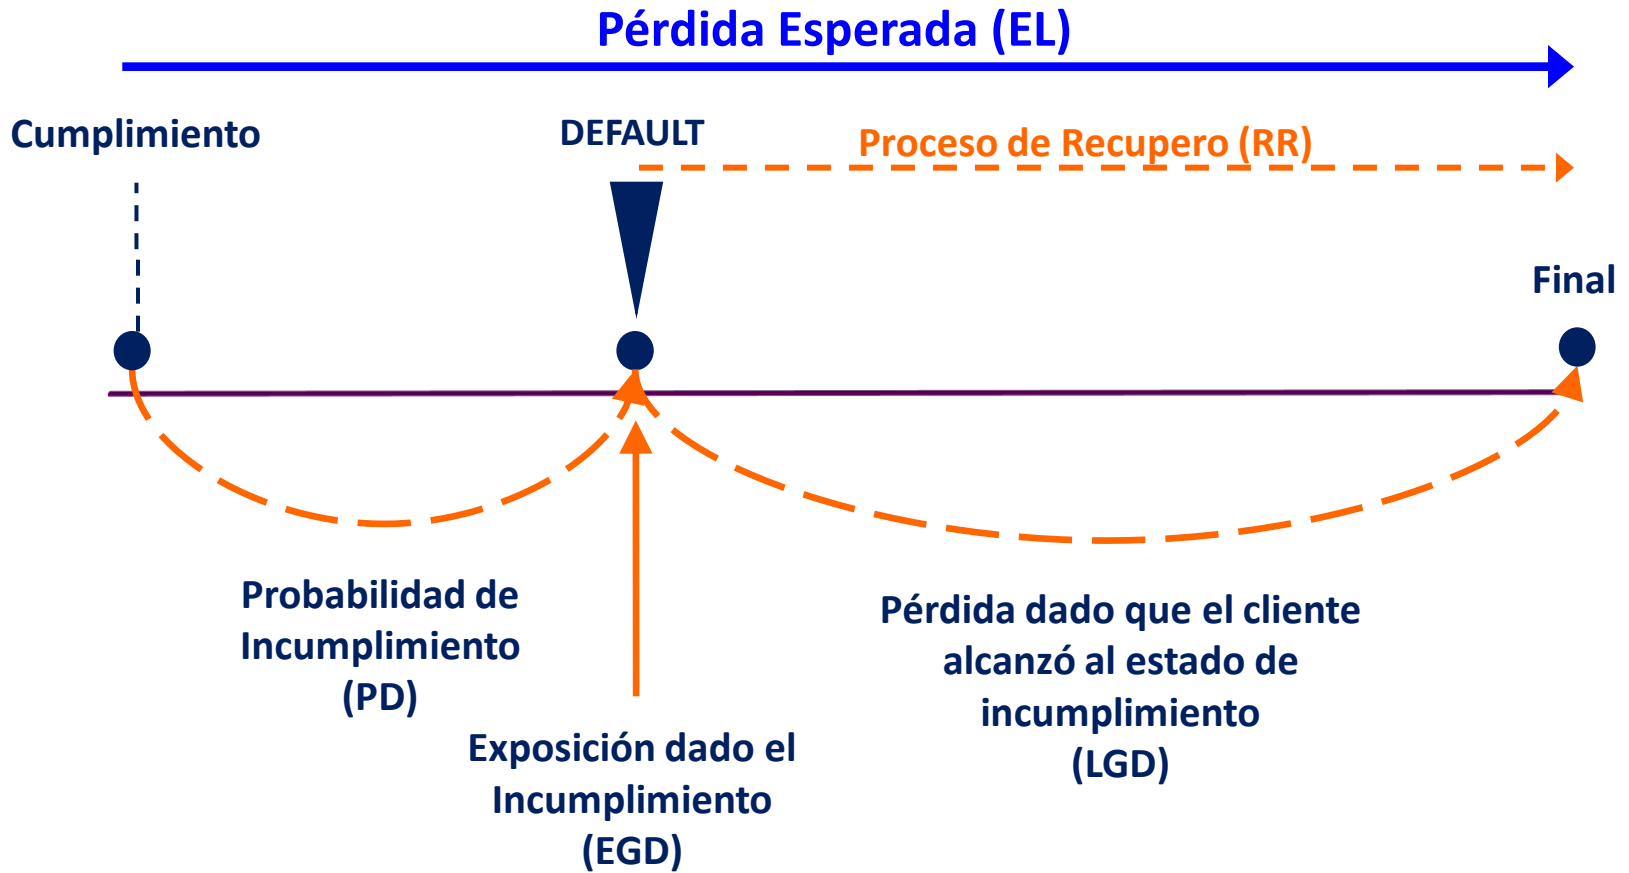 Pérdida Esperada (EL)
Cumplimiento
DEFAULT
Proceso de Recupero (RR)
Final
Probabilidad de
Incumplimiento
(PD)
Exposición dado el
Incumplimiento
(EGD)
Pérdida dado que el cliente
alcanzó al estado de
incumplimiento
(LGD)